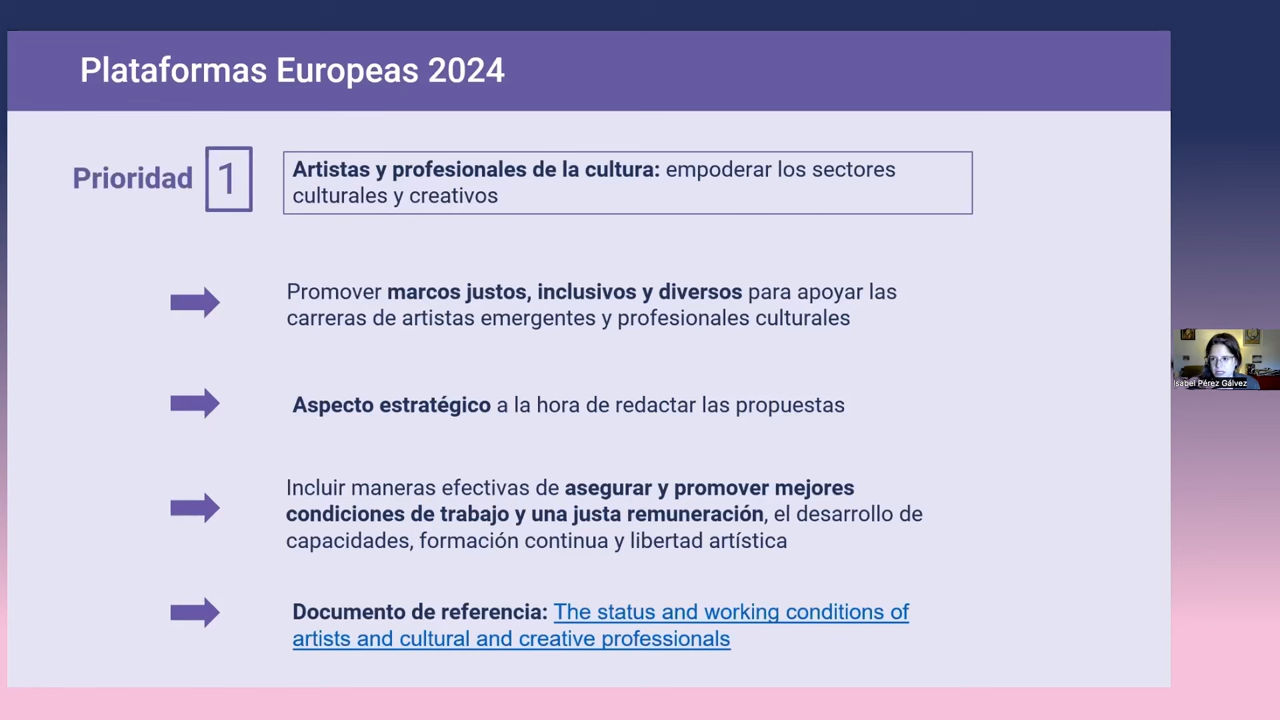 Plataformas Europeas 2024
Prioridad 1
Artistas y profesionales de la cultura: empoderar los sectores
culturales y creativos
Promover marcos justos, inclusivos y diversos para apoyar las
carreras de artistas emergentes y profesionales culturales
Aspecto estratégico a la hora de redactar las propuestas
Incluir maneras efectivas de asegurar y promover mejores
condiciones de trabajo y una justa remuneración, el desarrollo de
capacidades, formación continua y libertad artística
Documento de referencia: The status and working conditions of
artists and cultural and creative professionals
Isabel Pérez Gálvez